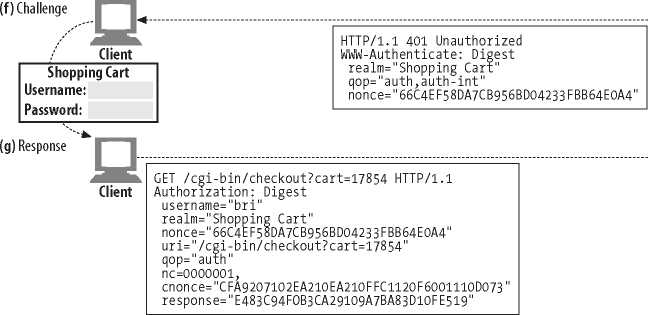 (f) Challenge
Client
Shopping Cart
Username:
Password:
HTTP/1.1 401 Unauthorized
WWW-Authenticate: Digest
realm="Shopping Cart"
qop="auth,auth-int"
nonce="66C4EF58DA7CB956BD04233FBB64E0A4"
(g) Response
Client
GET /cgi-bin/checkout?cart=17854 HTTP/1.1
Authorization: Digest
username="bri"
realm="Shopping Cart"
nonce="66C4EF58DA7CB956BD04233FBB64E0A4"
uri="/cgi-bin/checkout?cart=17854"
qop="auth"
nc=0000001,
cnonce="CFA9207102EA210EA210FFC1120F6001110D073"
response="E483C94F0B3CA29109A7BA83D10FE519"